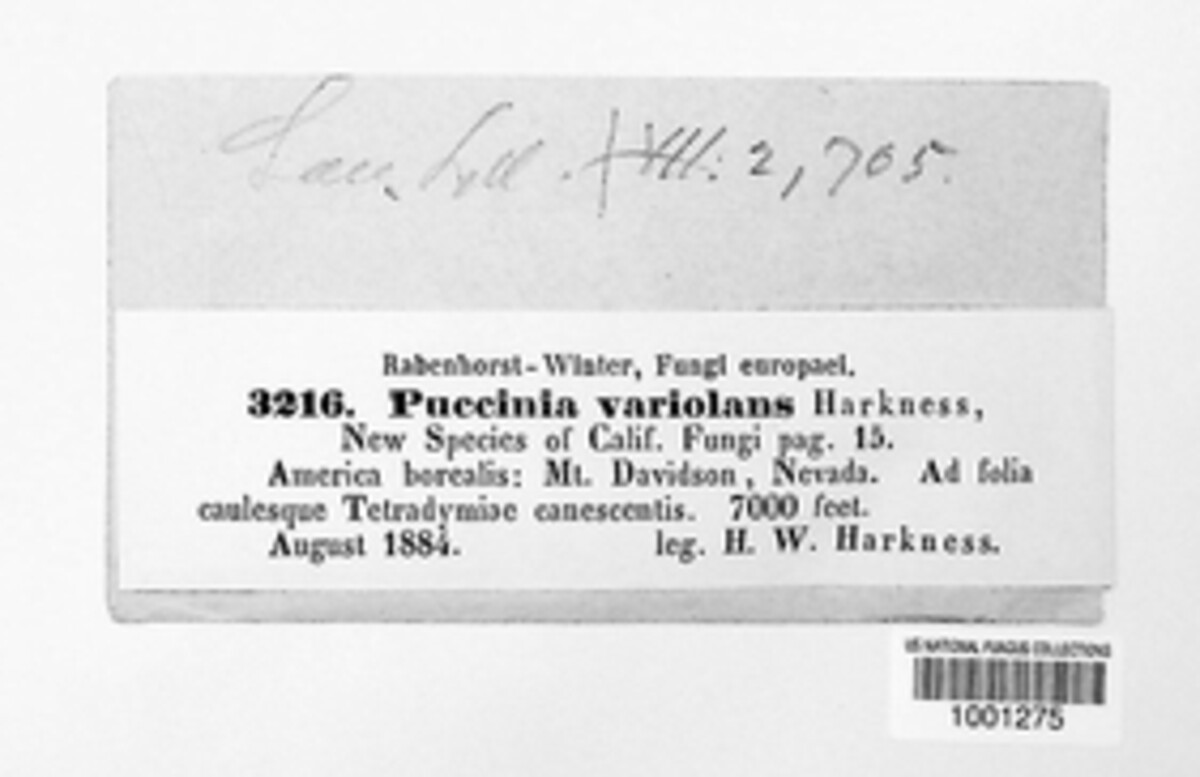 Sacc. Syll. VII: 2, 705.
Rabenhorst-Winter, Fungi europaei.
3216. Puccinia variolans Harkness,
New Species of Calif. Fungi pag. 15.
America borealis: Mt. Davidson, Nevada. Ad folia
caulesque Tetradymiae canescentis. 7000 feet.
August 1884. leg. H. W. Harkness.
US NATIONAL FUNGUS COLLECTIONS
1001275